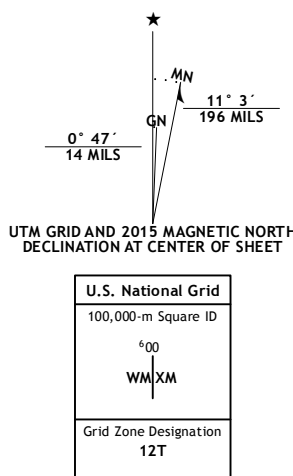 ★
MN
GN
11° 3´
196 MILS
0° 47´
14 MILS
UTM GRID AND 2015 MAGNETIC NORTH
DECLINATION AT CENTER OF SHEET
U.S. National Grid
100,000-m Square ID
⁶00
WM XM
Grid Zone Designation
12T